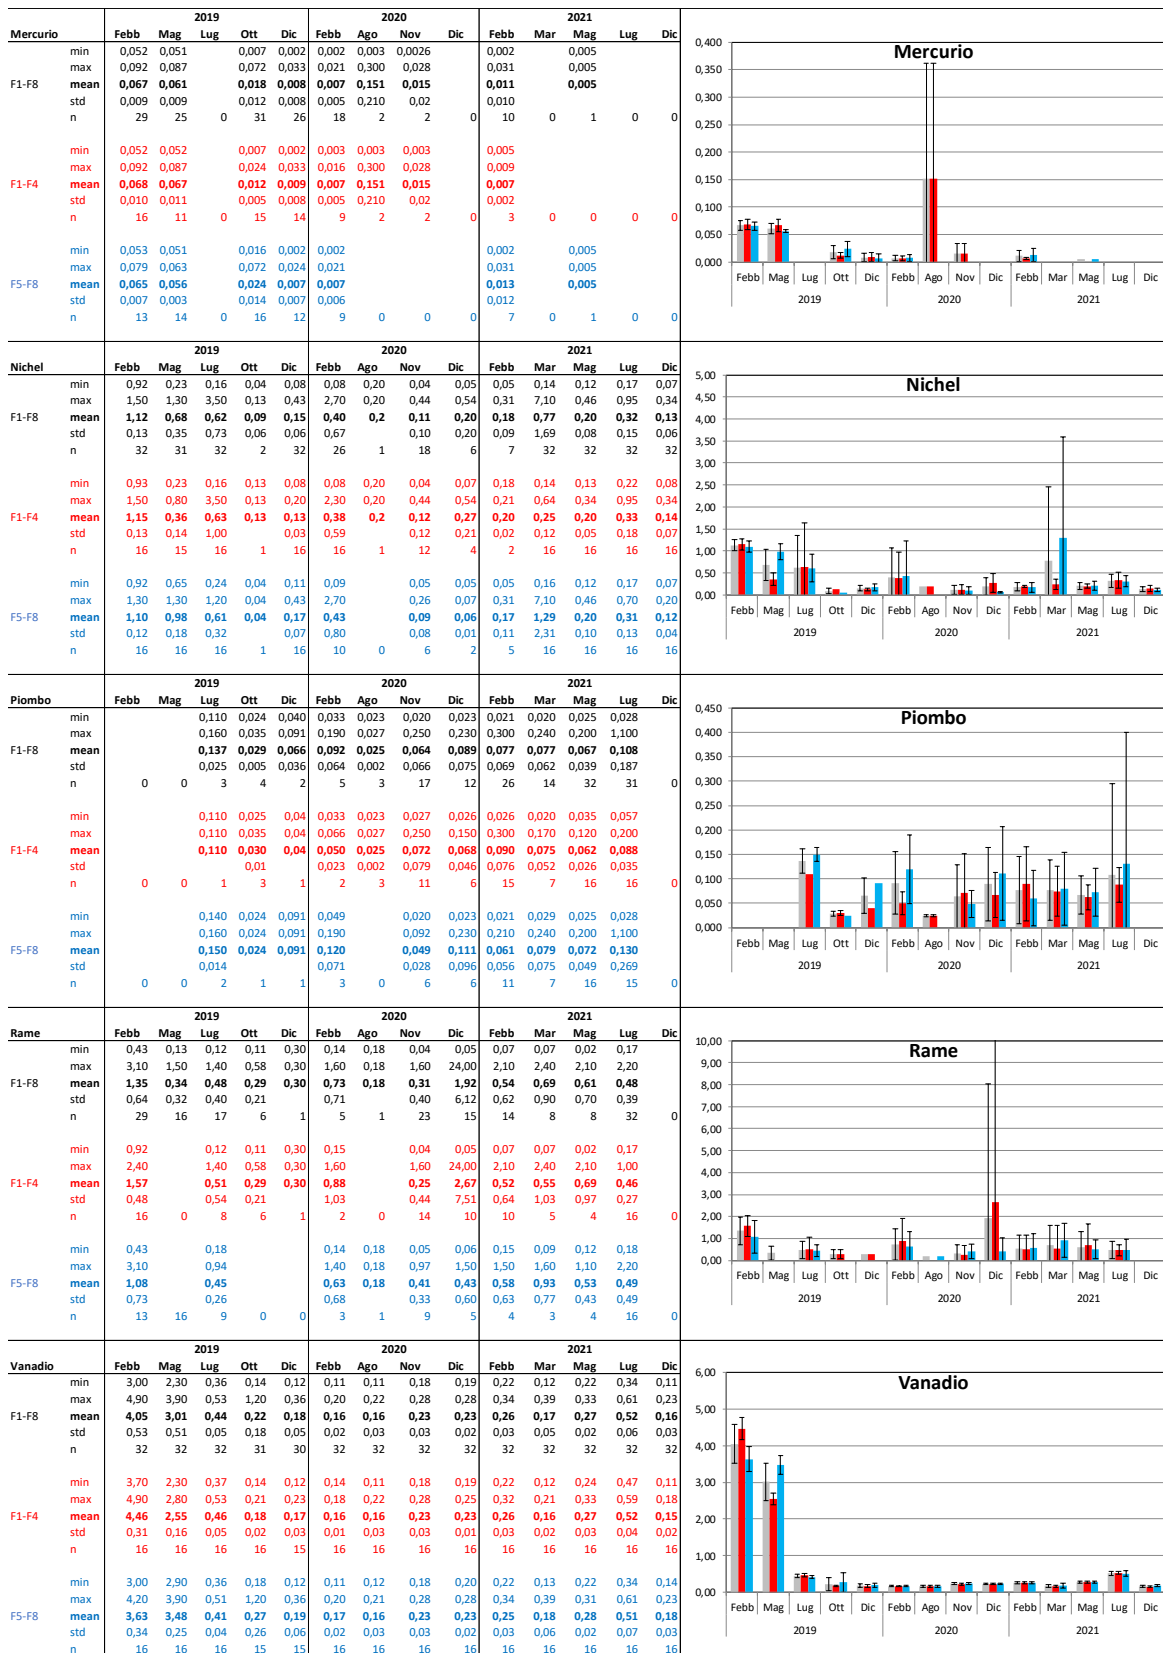 2019 2020 2021
Mercurio Febb Mag Lug Ott Dic Febb Ago Nov Dic Febb Mar Mag Lug Dic
min 0,052 0,051 0,007 0,002 0,002 0,003 0,0026 0,002 0,005
max 0,092 0,087 0,072 0,033 0,021 0,300 0,028 0,031 0,005
F1-F8 mean 0,067 0,061 0,018 0,008 0,007 0,151 0,015 0,011 0,005
std 0,009 0,009 0,012 0,008 0,005 0,210 0,02 0,010
n 29 25 0 31 26 18 2 2 0 10 0 1 0 0
min 0,052 0,052 0,007 0,002 0,003 0,003 0,003 0,005
max 0,092 0,087 0,024 0,033 0,016 0,300 0,028 0,009
F1-F4 mean 0,068 0,067 0,012 0,009 0,007 0,151 0,015 0,007
std 0,010 0,011 0,005 0,008 0,005 0,210 0,02 0,002
n 16 11 0 15 14 9 2 2 0 3 0 0 0 0
min 0,053 0,051 0,016 0,002 0,002 0,002 0,005
max 0,079 0,063 0,072 0,024 0,021 0,031 0,005
F5-F8 mean 0,065 0,056 0,024 0,007 0,007 0,013 0,005
std 0,007 0,003 0,014 0,007 0,006 0,012
n 13 14 0 16 12 9 0 0 0 7 0 1 0 0
Mercurio
0,400
0,350
0,300
0,250
0,200
0,150
0,100
0,050
0,000
Febb Mag Lug Ott Dic Febb Ago Nov Dic Febb Mar Mag Lug Dic
2019 2020 2021
2019 2020 2021
Nichel Febb Mag Lug Ott Dic Febb Ago Nov Dic Febb Mar Mag Lug Dic
min 0,92 0,23 0,16 0,04 0,08 0,08 0,20 0,04 0,05 0,05 0,14 0,12 0,17 0,07
max 1,50 1,30 3,50 0,13 0,43 2,70 0,20 0,44 0,54 0,31 7,10 0,46 0,95 0,34
F1-F8 mean 1,12 0,68 0,62 0,09 0,15 0,40 0,2 0,11 0,20 0,18 0,77 0,20 0,32 0,13
std 0,13 0,35 0,73 0,06 0,06 0,67 0,10 0,20 0,09 1,69 0,08 0,15 0,06
n 32 31 32 2 32 26 1 18 6 7 32 32 32 32
min 0,93 0,23 0,16 0,13 0,08 0,08 0,20 0,04 0,07 0,18 0,14 0,13 0,22 0,08
max 1,50 0,80 3,50 0,13 0,20 2,30 0,20 0,44 0,54 0,21 0,64 0,34 0,95 0,34
F1-F4 mean 1,15 0,36 0,63 0,13 0,13 0,38 0,2 0,12 0,27 0,20 0,25 0,20 0,33 0,14
std 0,13 0,14 1,00 0,03 0,59 0,12 0,21 0,02 0,12 0,05 0,18 0,07
n 16 15 16 1 16 16 1 12 4 2 16 16 16 16
min 0,92 0,65 0,24 0,04 0,11 0,09 0,05 0,05 0,05 0,16 0,12 0,17 0,07
max 1,30 1,30 1,20 0,04 0,43 2,70 0,26 0,07 0,31 7,10 0,46 0,70 0,20
F5-F8 mean 1,10 0,98 0,61 0,04 0,17 0,43 0,09 0,06 0,17 1,29 0,20 0,31 0,12
std 0,12 0,18 0,32 0,07 0,80 0,08 0,01 0,11 2,31 0,10 0,13 0,04
n 16 16 16 1 16 10 0 6 2 5 16 16 16 16
Nichel
5,00
4,50
4,00
3,50
3,00
2,50
2,00
1,50
1,00
0,50
0,00
Febb Mag Lug Ott Dic Febb Ago Nov Dic Febb Mar Mag Lug Dic
2019 2020 2021
2019 2020 2021
Piombo Febb Mag Lug Ott Dic Febb Ago Nov Dic Febb Mar Mag Lug Dic
min 0,110 0,024 0,040 0,033 0,023 0,020 0,023 0,021 0,020 0,025 0,028
max 0,160 0,035 0,091 0,190 0,027 0,250 0,230 0,300 0,240 0,200 1,100
F1-F8 mean 0,137 0,029 0,066 0,092 0,025 0,064 0,089 0,077 0,077 0,067 0,108
std 0,025 0,005 0,036 0,064 0,002 0,066 0,075 0,069 0,062 0,039 0,187
n 0 0 3 4 2 5 3 17 12 26 14 32 31 0
min 0,110 0,025 0,04 0,033 0,023 0,027 0,026 0,026 0,020 0,035 0,057
max 0,110 0,035 0,04 0,066 0,027 0,250 0,150 0,300 0,170 0,120 0,200
F1-F4 mean 0,110 0,030 0,04 0,050 0,025 0,072 0,068 0,090 0,075 0,062 0,088
std 0,01 0,023 0,002 0,079 0,046 0,076 0,052 0,026 0,035
n 0 0 1 3 1 2 3 11 6 15 7 16 16 0
min 0,140 0,024 0,091 0,049 0,020 0,023 0,021 0,029 0,025 0,028
max 0,160 0,024 0,091 0,190 0,092 0,230 0,210 0,240 0,200 1,100
F5-F8 mean 0,150 0,024 0,091 0,120 0,049 0,111 0,061 0,079 0,072 0,130
std 0,014 0,071 0,028 0,096 0,056 0,075 0,049 0,269
n 0 0 2 1 1 3 0 6 6 11 7 16 15 0
Piombo
0,450
0,400
0,350
0,300
0,250
0,200
0,150
0,100
0,050
0,000
Febb Mag Lug Ott Dic Febb Ago Nov Dic Febb Mar Mag Lug Dic
2019 2020 2021
2019 2020 2021
Rame Febb Mag Lug Ott Dic Febb Ago Nov Dic Febb Mar Mag Lug Dic
min 0,43 0,13 0,12 0,11 0,30 0,14 0,18 0,04 0,05 0,07 0,07 0,02 0,17
max 3,10 1,50 1,40 0,58 0,30 1,60 0,18 1,60 24,00 2,10 2,40 2,10 2,20
F1-F8 mean 1,35 0,34 0,48 0,29 0,30 0,73 0,18 0,31 1,92 0,54 0,69 0,61 0,48
std 0,64 0,32 0,40 0,21 0,71 0,40 6,12 0,62 0,90 0,70 0,39
n 29 16 17 6 1 5 1 23 15 14 8 8 32 0
min 0,92 0,12 0,11 0,30 0,15 0,04 0,05 0,07 0,07 0,02 0,17
max 2,40 1,40 0,58 0,30 1,60 1,60 24,00 2,10 2,40 2,10 1,00
F1-F4 mean 1,57 0,51 0,29 0,30 0,88 0,25 2,67 0,52 0,55 0,69 0,46
std 0,48 0,54 0,21 1,03 0,44 7,51 0,64 1,03 0,97 0,27
n 16 0 8 6 1 2 0 14 10 10 5 4 16 0
min 0,43 0,18 0,14 0,18 0,05 0,06 0,15 0,09 0,12 0,18
max 3,10 0,94 1,40 0,18 0,97 1,50 1,50 1,60 1,10 2,20
F5-F8 mean 1,08 0,45 0,63 0,18 0,41 0,43 0,58 0,93 0,53 0,49
std 0,73 0,26 0,68 0,33 0,60 0,63 0,77 0,43 0,49
n 13 16 9 0 0 3 1 9 5 4 3 4 16 0
Rame
10,00
9,00
8,00
7,00
6,00
5,00
4,00
3,00
2,00
1,00
0,00
Febb Mag Lug Ott Dic Febb Ago Nov Dic Febb Mar Mag Lug Dic
2019 2020 2021
2019 2020 2021
Vanadio Febb Mag Lug Ott Dic Febb Ago Nov Dic Febb Mar Mag Lug Dic
min 3,00 2,30 0,36 0,14 0,12 0,11 0,11 0,18 0,19 0,22 0,12 0,22 0,34 0,11
max 4,90 3,90 0,53 1,20 0,36 0,20 0,22 0,28 0,28 0,34 0,39 0,33 0,61 0,23
F1-F8 mean 4,05 3,01 0,44 0,22 0,18 0,16 0,16 0,23 0,23 0,26 0,17 0,27 0,52 0,16
std 0,53 0,51 0,05 0,18 0,05 0,02 0,03 0,03 0,02 0,03 0,05 0,02 0,06 0,03
n 32 32 32 31 30 32 32 32 32 32 32 32 32 32
min 3,70 2,30 0,37 0,14 0,12 0,14 0,11 0,18 0,19 0,22 0,12 0,24 0,47 0,11
max 4,90 2,80 0,53 0,21 0,23 0,18 0,22 0,28 0,25 0,32 0,21 0,33 0,59 0,18
F1-F4 mean 4,46 2,55 0,46 0,18 0,17 0,16 0,16 0,23 0,23 0,26 0,16 0,27 0,52 0,15
std 0,31 0,16 0,05 0,02 0,03 0,01 0,03 0,03 0,01 0,03 0,02 0,03 0,04 0,02
n 16 16 16 16 15 16 16 16 16 16 16 16 16 16
min 3,00 2,90 0,36 0,18 0,12 0,11 0,12 0,18 0,20 0,22 0,13 0,22 0,34 0,14
max 4,20 3,90 0,51 1,20 0,36 0,20 0,21 0,28 0,28 0,34 0,39 0,31 0,61 0,23
F5-F8 mean 3,63 3,48 0,41 0,27 0,19 0,17 0,16 0,23 0,23 0,25 0,18 0,28 0,51 0,18
std 0,34 0,25 0,04 0,26 0,06 0,02 0,03 0,03 0,02 0,03 0,06 0,02 0,07 0,03
n 16 16 16 15 15 16 16 16 16 16 16 16 16 16
Vanadio
6,00
5,00
4,00
3,00
2,00
1,00
0,00
Febb Mag Lug Ott Dic Febb Ago Nov Dic Febb Mar Mag Lug Dic
2019 2020 2021